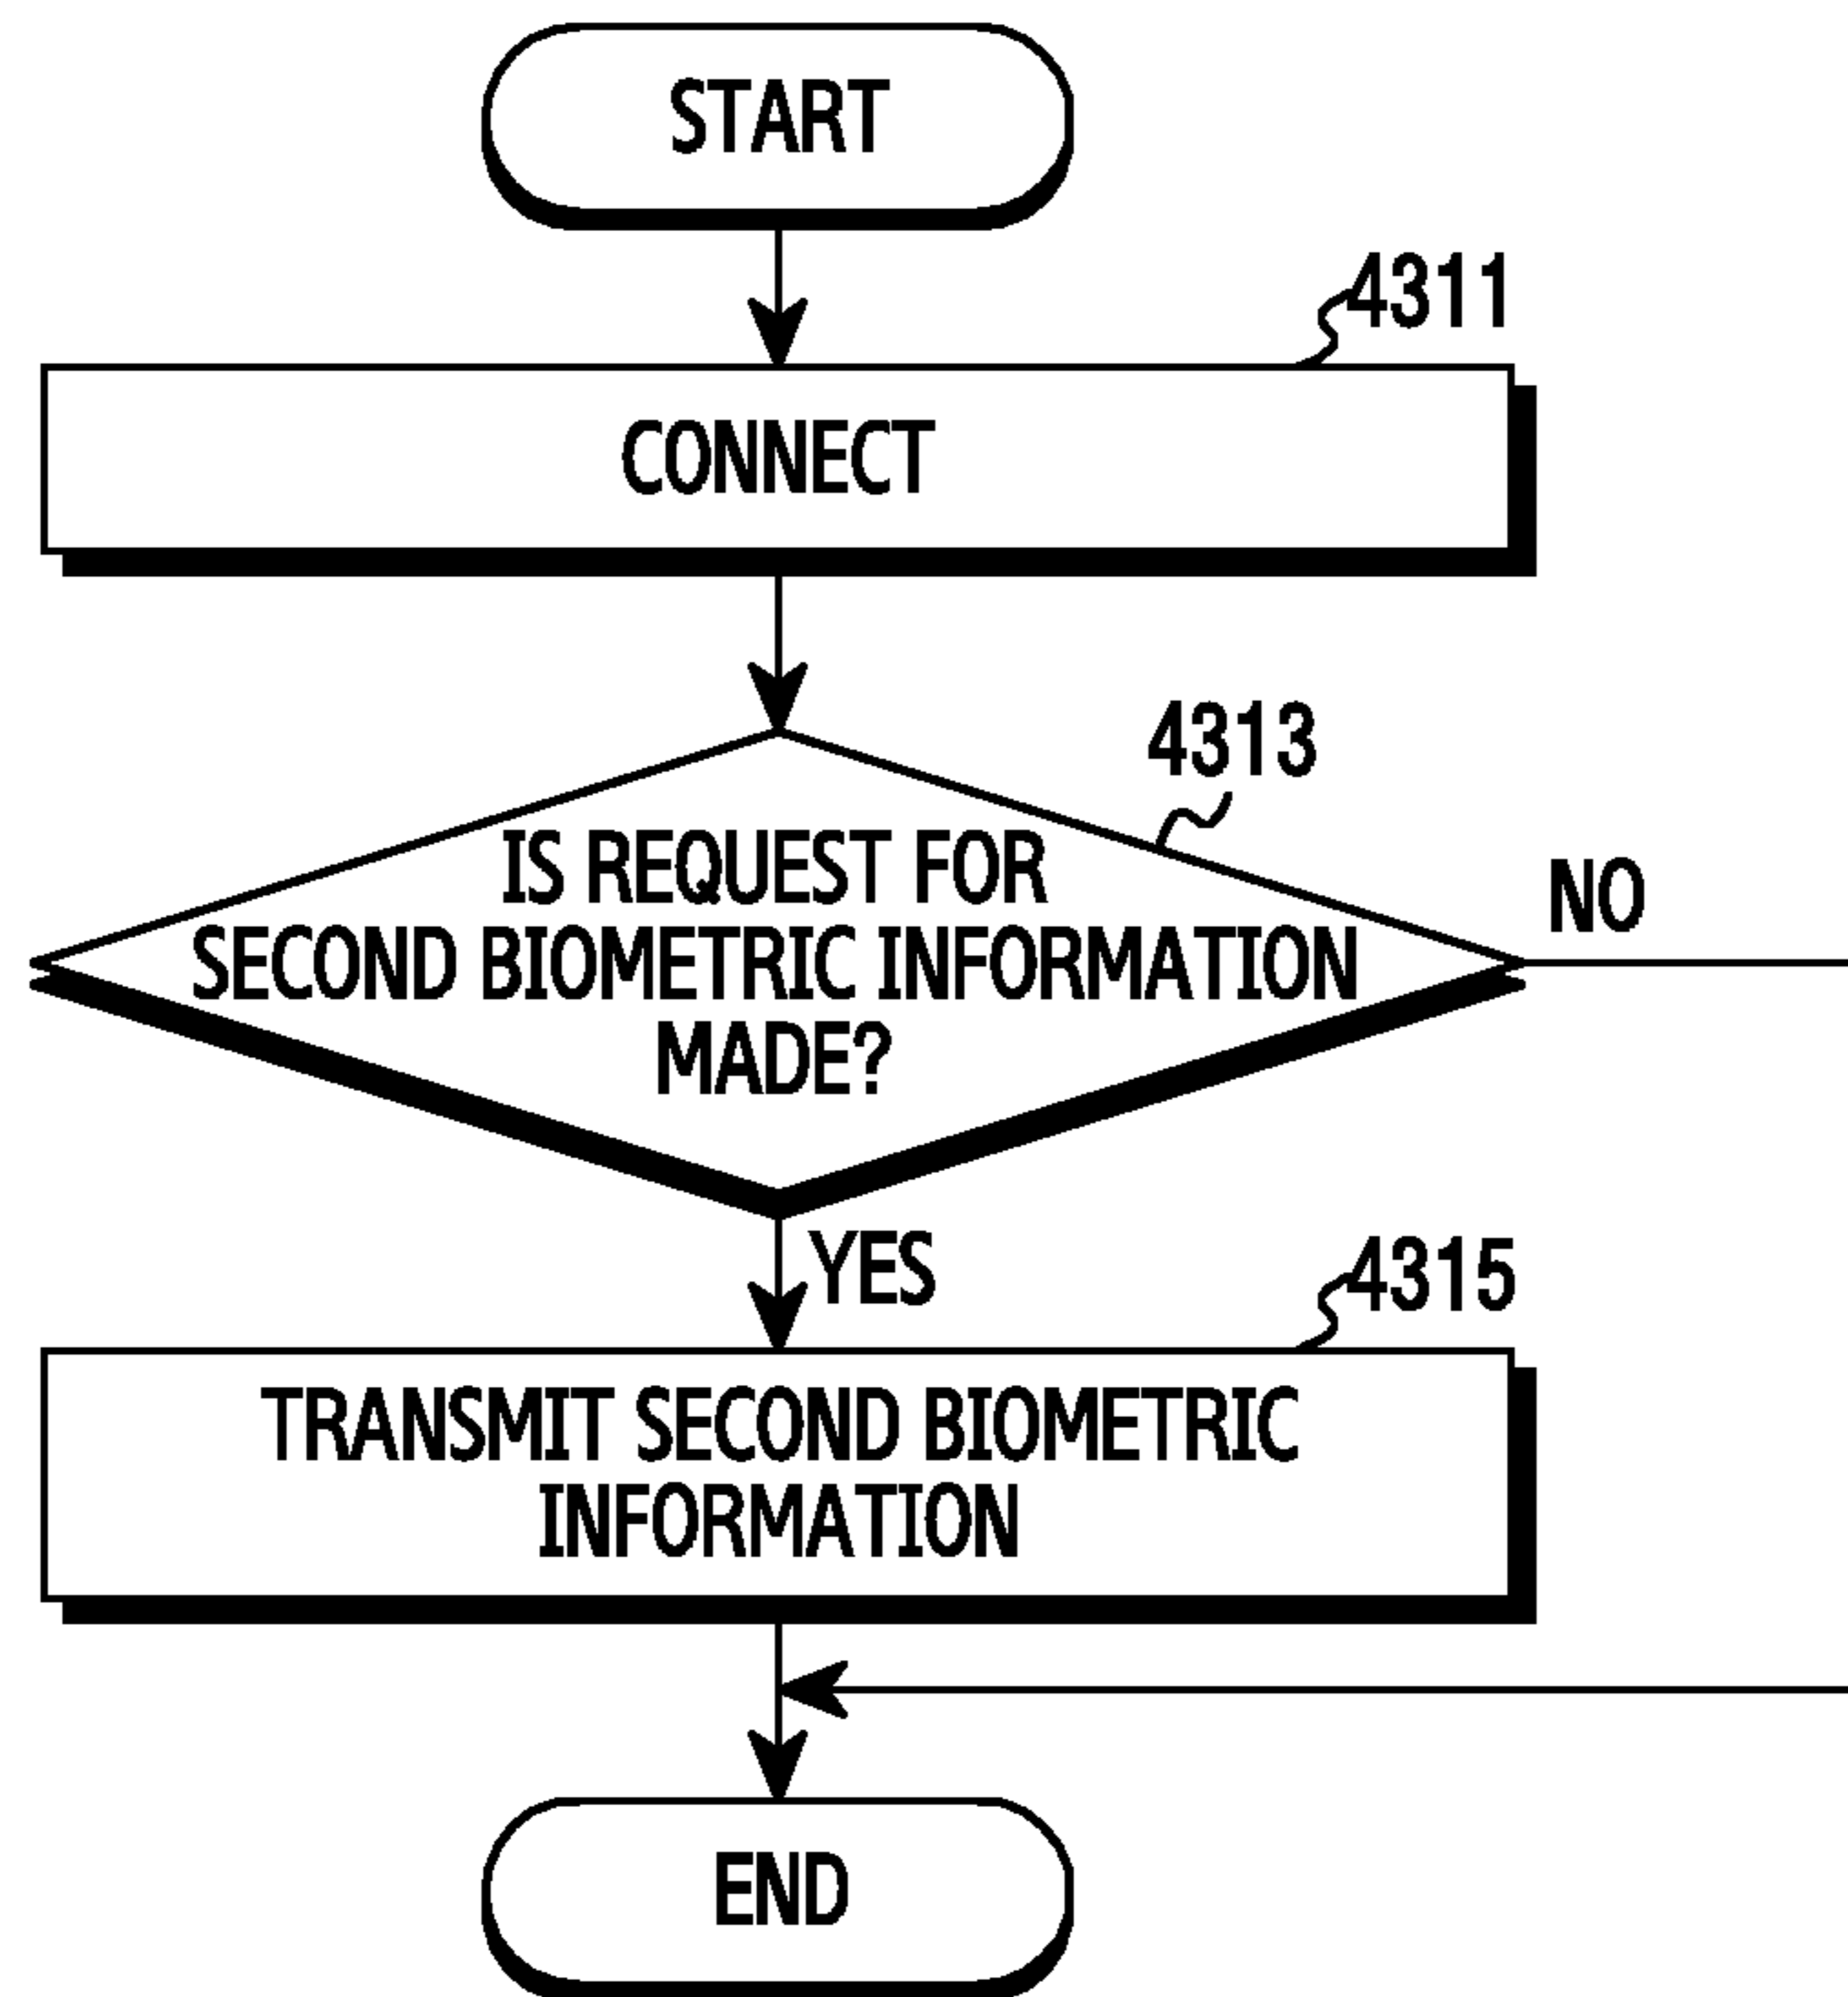 START
4311
CONNECT
4313
IS REQUEST FOR
SECOND BIOMETRIC INFORMATION
MADE?
NO
YES
4315
TRANSMIT SECOND BIOMETRIC
INFORMATION
END